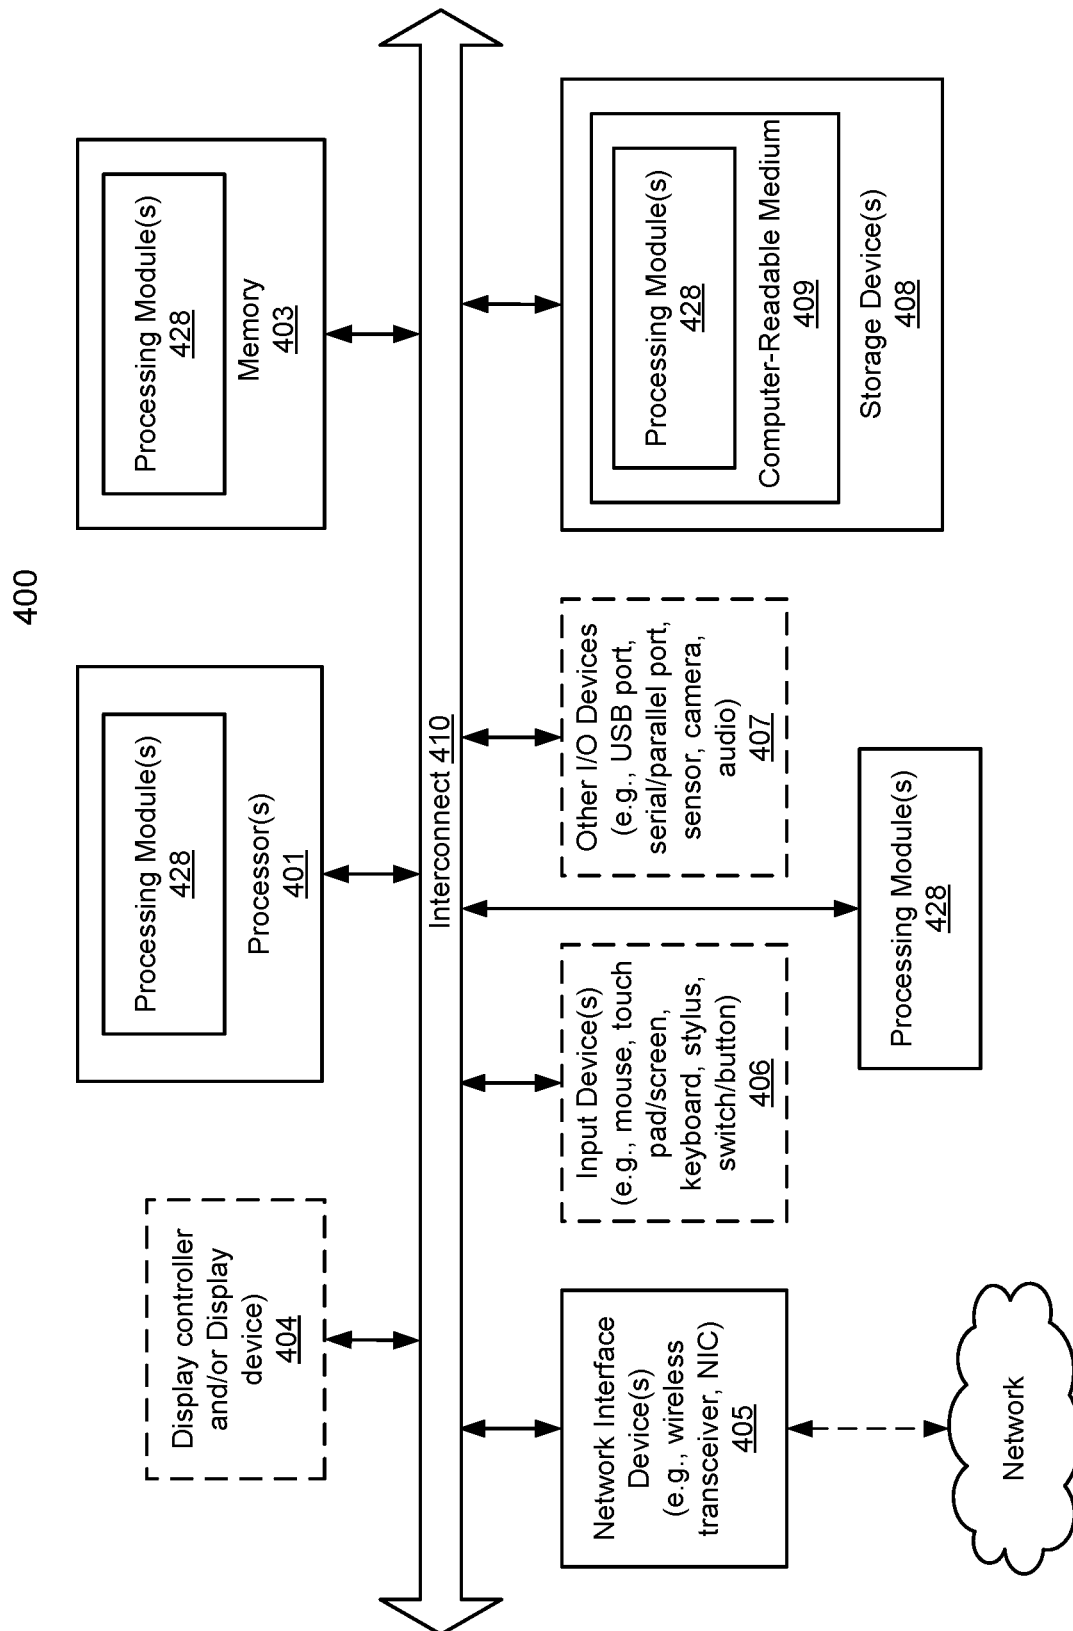 400
Display controller
and/or Display
device)
404
Processing Module(s)
428
Processor(s)
401
Processing Module(s)
428
Memory
403
Interconnect 410
Network Interface
Device(s)
(e.g., wireless
transceiver, NIC)
405
Input Device(s)
(e.g., mouse, touch
pad/screen,
keyboard, stylus,
switch/button)
406
Other I/O Devices
(e.g., USB port,
serial/parallel port,
sensor, camera,
audio)
407
Processing Module(s)
428
Computer-Readable Medium
409
Storage Device(s)
408
Processing Module(s)
428
Network